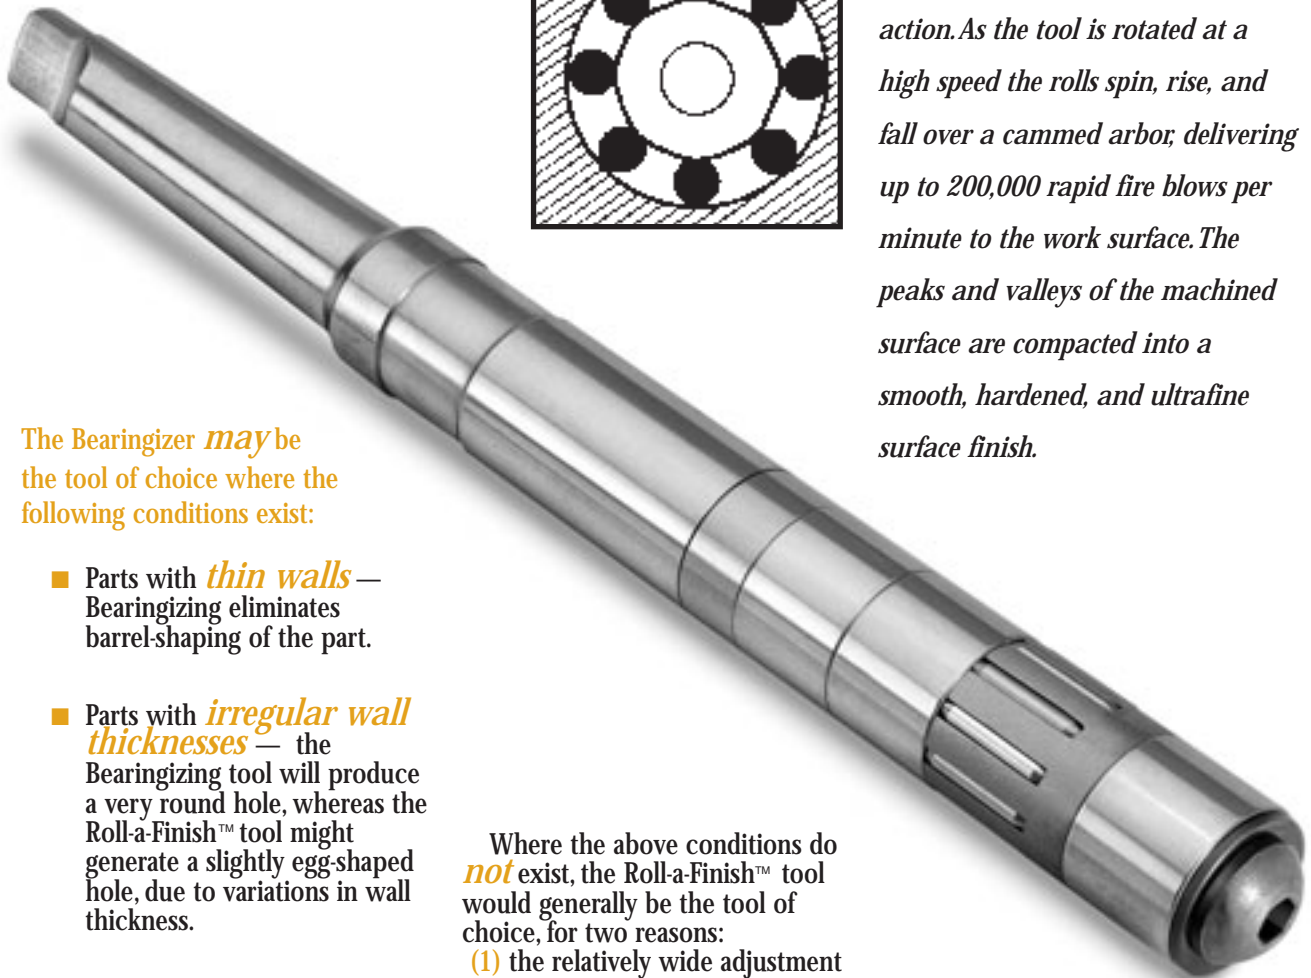 action. As the tool is rotated at a
high speed the rolls spin, rise, and
fall over a cammed arbor, delivering
up to 200,000 rapid fire blows per
minute to the work surface. The
peaks and valleys of the machined
surface are compacted into a
smooth, hardened, and ultrafine
surface finish.
The Bearingizer may be
the tool of choice where the
following conditions exist:
■ Parts with thin walls —
Bearingizing eliminates
barrel-shaping of the part.
■ Parts with irregular wall
thicknesses — the
Bearingizing tool will produce
a very round hole, whereas the
Roll-a-Finish™ tool might
generate a slightly egg-shaped
hole, due to variations in wall
thickness.
Where the above conditions do
not exist, the Roll-a-Finish™ tool
would generally be the tool of
choice, for two reasons:
(1) the relatively wide adjustment